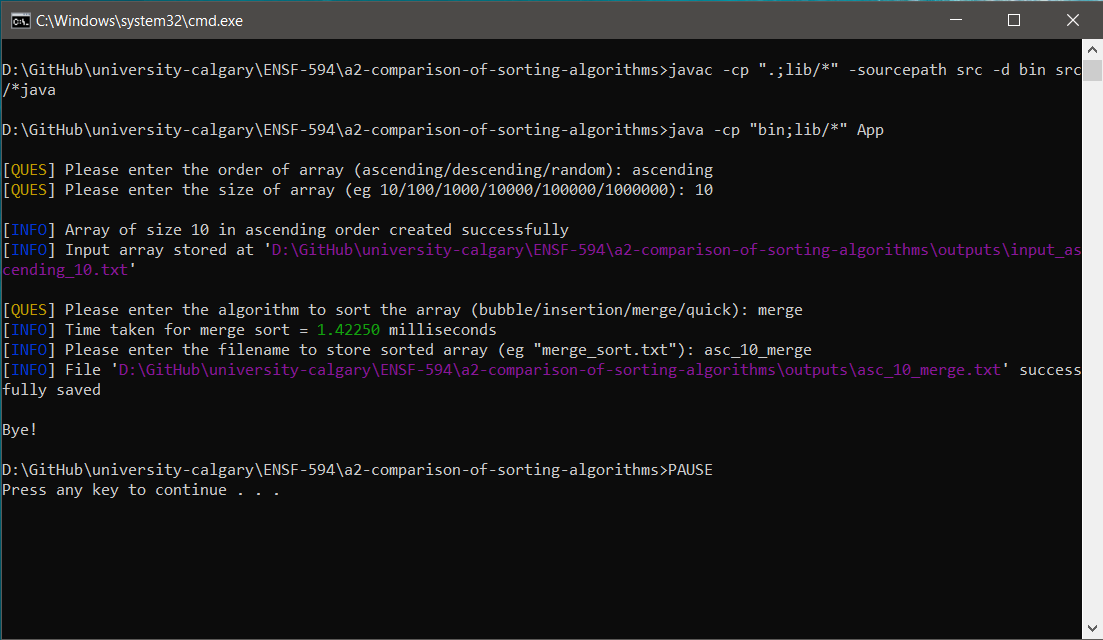 C:\Windows\system32\cmd.exe
D:\GitHub\university-calgary\ENSF-594\a2-comparison-of-sorting-algorithms>javac -cp ".;lib/*" -sourcepath src -d bin src
/*java
D:\GitHub\university-calgary\ENSF-594\a2-comparison-of-sorting-algorithms>java -cp "bin;lib/*" App
[QUES] Please enter the order of array (ascending/descending/random): ascending
[QUES] Please enter the size of array (eg 10/100/1000/10000/100000/1000000): 10
[INFO] Array of size 10 in ascending order created successfully
[INFO] Input array stored at 'D:\GitHub\university-calgary\ENSF-594\a2-comparison-of-sorting-algorithms\outputs\input_as
cending_10.txt'
[QUES] Please enter the algorithm to sort the array (bubble/insertion/merge/quick): merge
[INFO] Time taken for merge sort = 1.42250 milliseconds
[INFO] Please enter the filename to store sorted array (eg "merge_sort.txt"): asc_10_merge
[INFO] File 'D:\GitHub\university-calgary\ENSF-594\a2-comparison-of-sorting-algorithms\outputs\asc_10_merge.txt' success
fully saved
Bye!
D:\GitHub\university-calgary\ENSF-594\a2-comparison-of-sorting-algorithms>PAUSE
Press any key to continue . . .